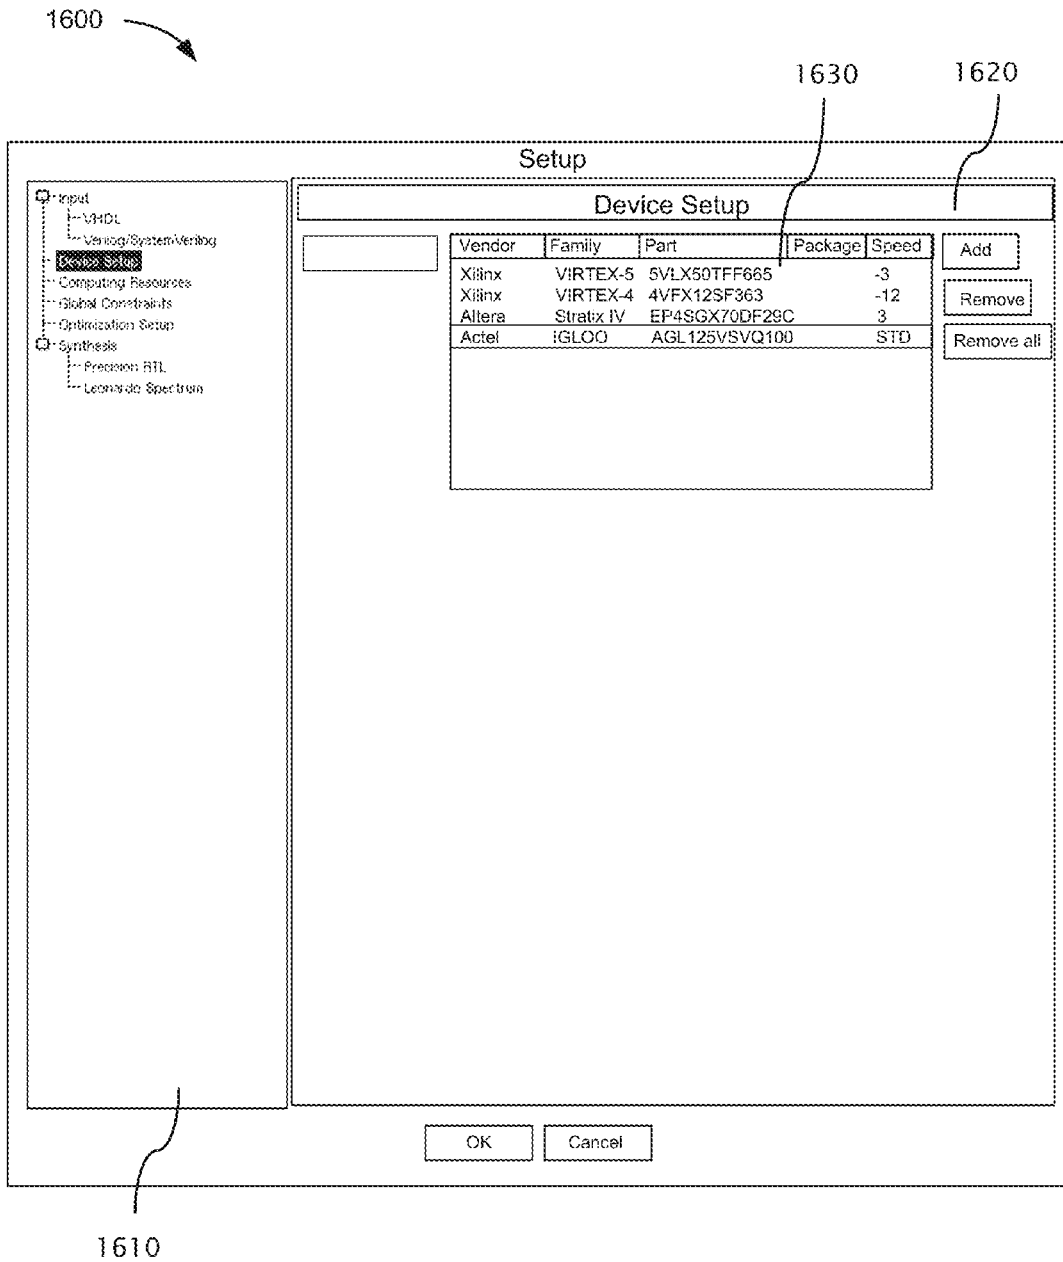 1600
1630
1620
Setup
Input
VHDL
Verilog/SystemVerilog
Device Setup
Computing Resources
Global Constraints
Optimization Setup
Synthesis
Precision RTL
Leonardo Spectrum
Device Setup
Vendor Family Part Package Speed
Xilinx VIRTEX-5 5VLX50TFF665 -3
Xilinx VIRTEX-4 4VFX12SF363 -12
Altera Stratix IV EP4SGX70DF29C 3
Actel IGLOO AGL125VSVQ100 STD
Add
Remove
Remove all
OK Cancel
1610